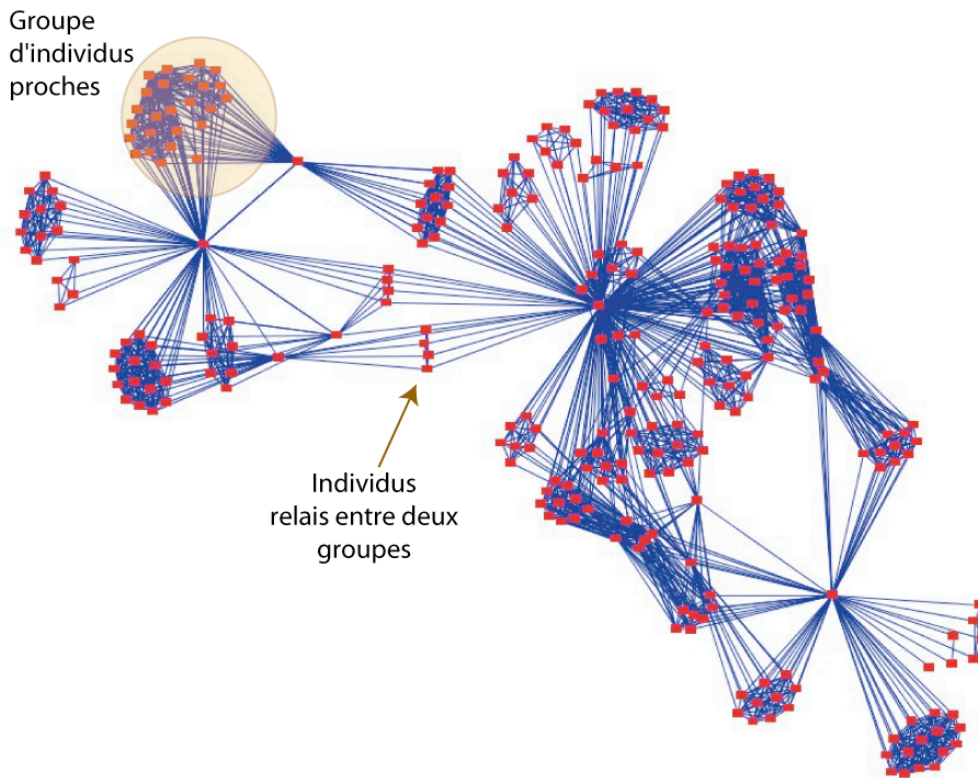 Groupe
d'individus
proches
Individus
relais entre deux
groupes